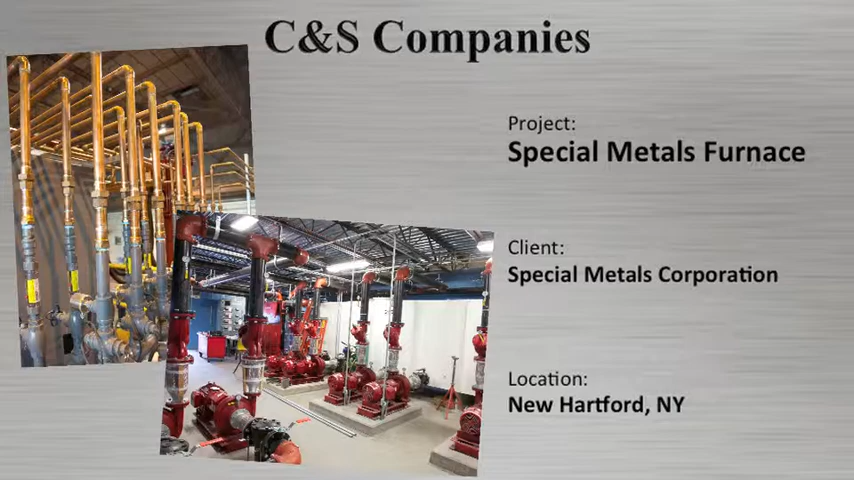 C&S Companies
Project:
Special Metals Furnace
Client:
Special Metals Corporation
Location:
New Hartford, NY